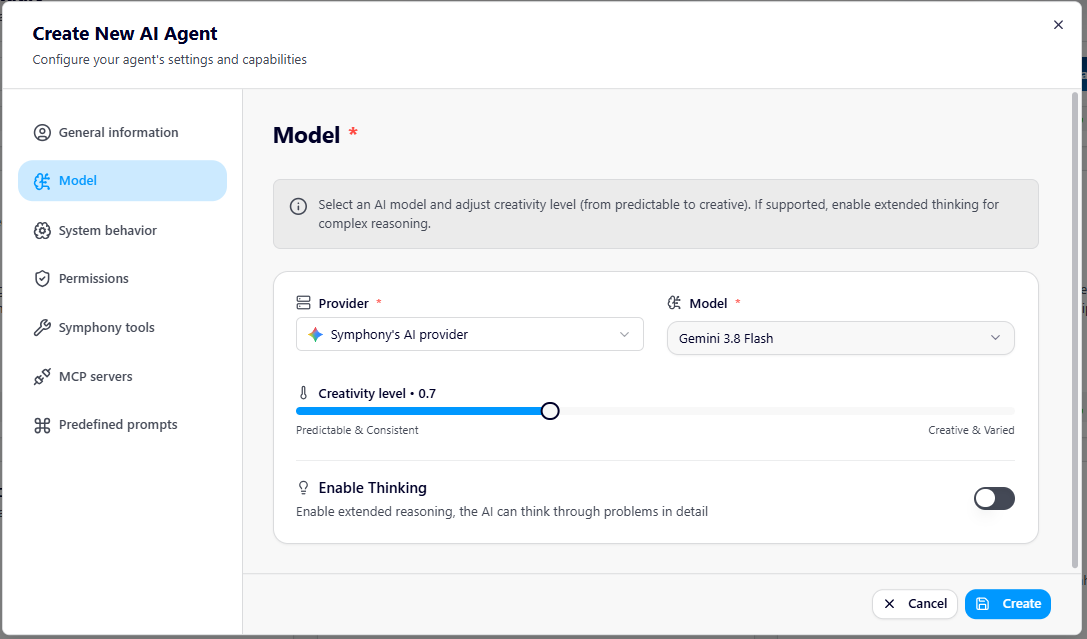 Create New AI Agent
Configure your agent's settings and capabilities
General information
Model
System behavior
Permissions
Symphony tools
MCP servers
Predefined prompts
Model *
Select an AI model and adjust creativity level (from predictable to creative). If supported, enable extended thinking for
complex reasoning.
Provider *
Symphony's AI provider
Model *
Gemini 3.8 Flash
Creativity level • 0.7
Predictable & Consistent
Creative & Varied
Enable Thinking
Enable extended reasoning, the AI can think through problems in detail
Cancel
Create